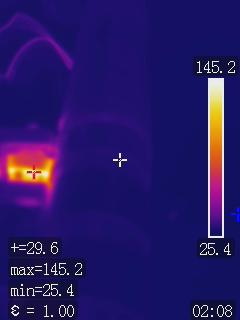 145.2
25.4
+=29.6
max=145.2
min=25.4
ε = 1.00
02:08